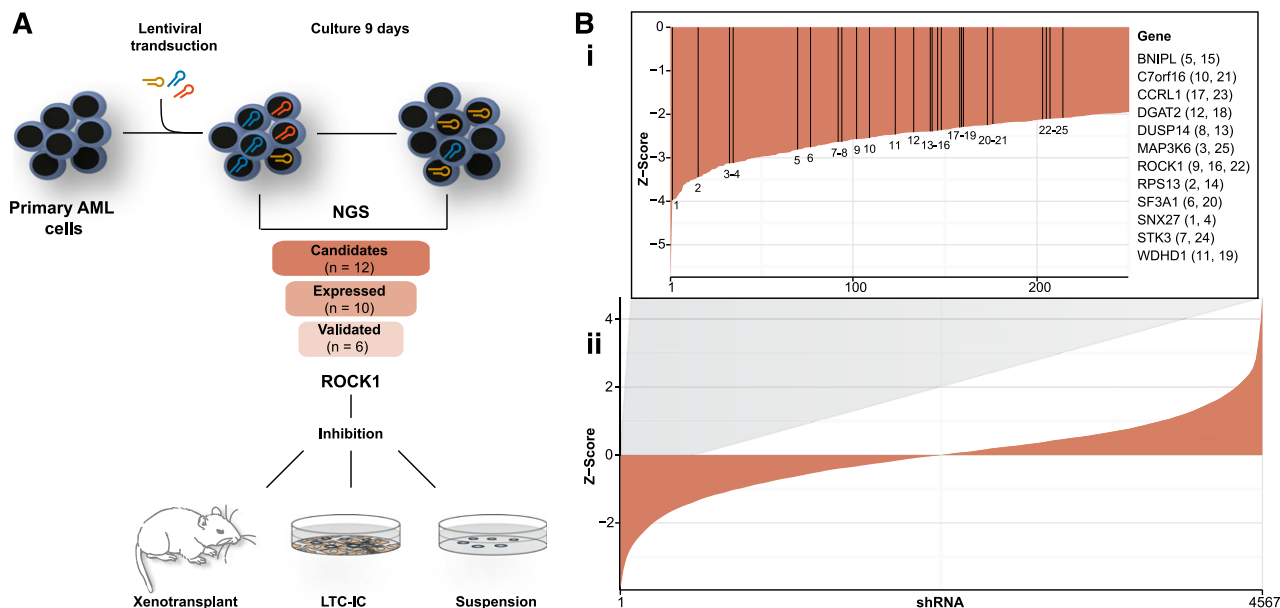 A
Lentiviral
trandsuction
Culture 9 days
Primary AML
cells
NGS
Candidates
(n = 12)
Expressed
(n = 10)
Validated
(n = 6)
ROCK1
Inhibition
Xenotransplant
LTC-IC
Suspension
B
i
Z-Score
0
−1
−2
−3
−4
−5
1
2
3-4
5
6
7-8
9
10
11
12
13-16
17-19
20-21
22-25
1
100
200
Gene
BNIPL (5, 15)
C7orf16 (10, 21)
CCRL1 (17, 23)
DGAT2 (12, 18)
DUSP14 (8, 13)
MAP3K6 (3, 25)
ROCK1 (9, 16, 22)
RPS13 (2, 14)
SF3A1 (6, 20)
SNX27 (1, 4)
STK3 (7, 24)
WDHD1 (11, 19)
ii
Z-Score
4
2
0
−2
1
shRNA
4567